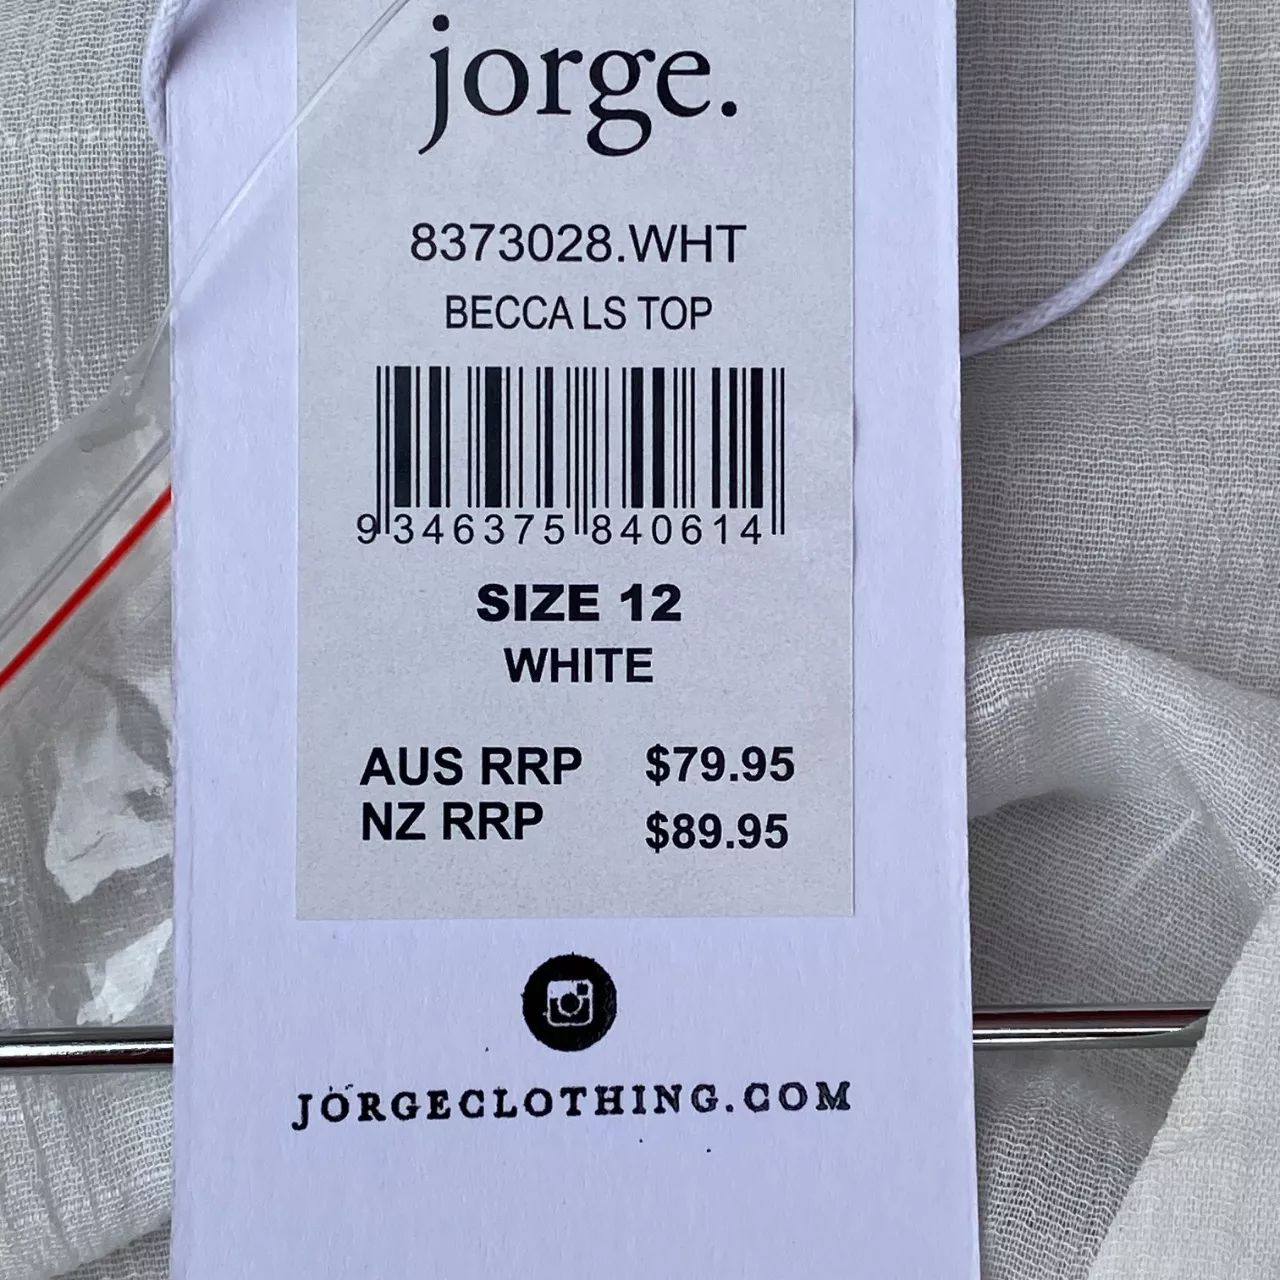 jorge.
8373028.WHT
BECCA LS TOP
9 346375 840614
SIZE 12
WHITE
AUS RRP $79.95
NZ RRP $89.95
JORGECLOTHING.COM